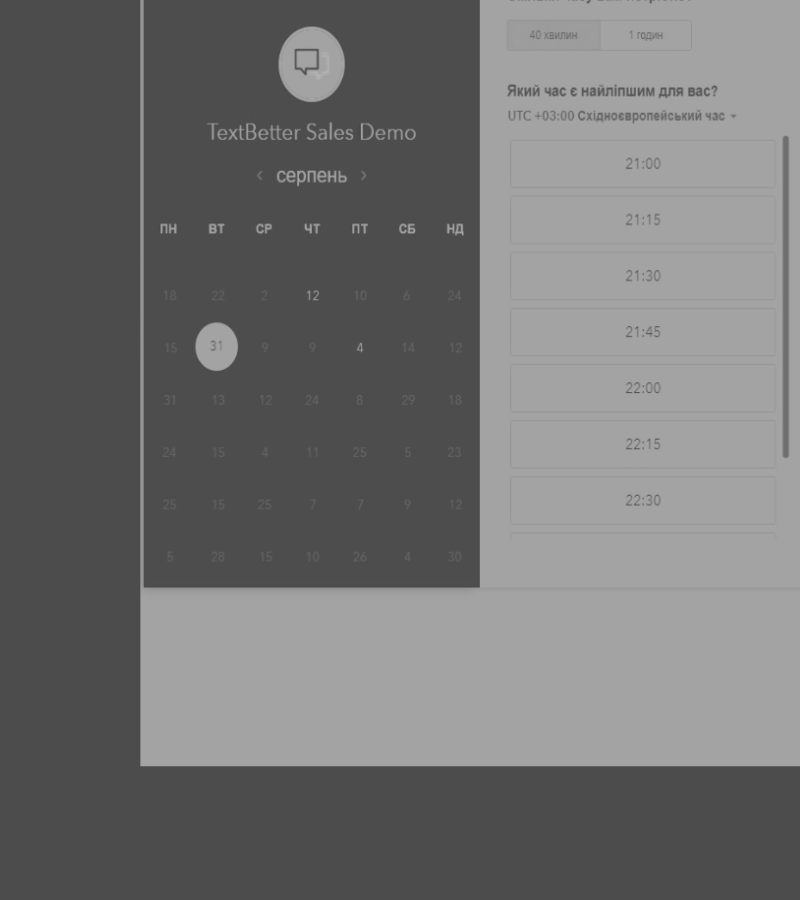 TextBetter Sales Demo
‹ серпень ›
ПН ВТ СР ЧТ ПТ СБ НД
18 22 2 12 10 6 24
15 31 9 9 4 14 12
31 13 12 24 8 29 18
24 15 4 11 25 5 23
25 15 25 7 7 9 12
5 28 15 10 26 4 30
40 хвилин 1 годин
Який час є найліпшим для вас?
UTC +03:00 Східноєвропейський час
21:00
21:15
21:30
21:45
22:00
22:15
22:30